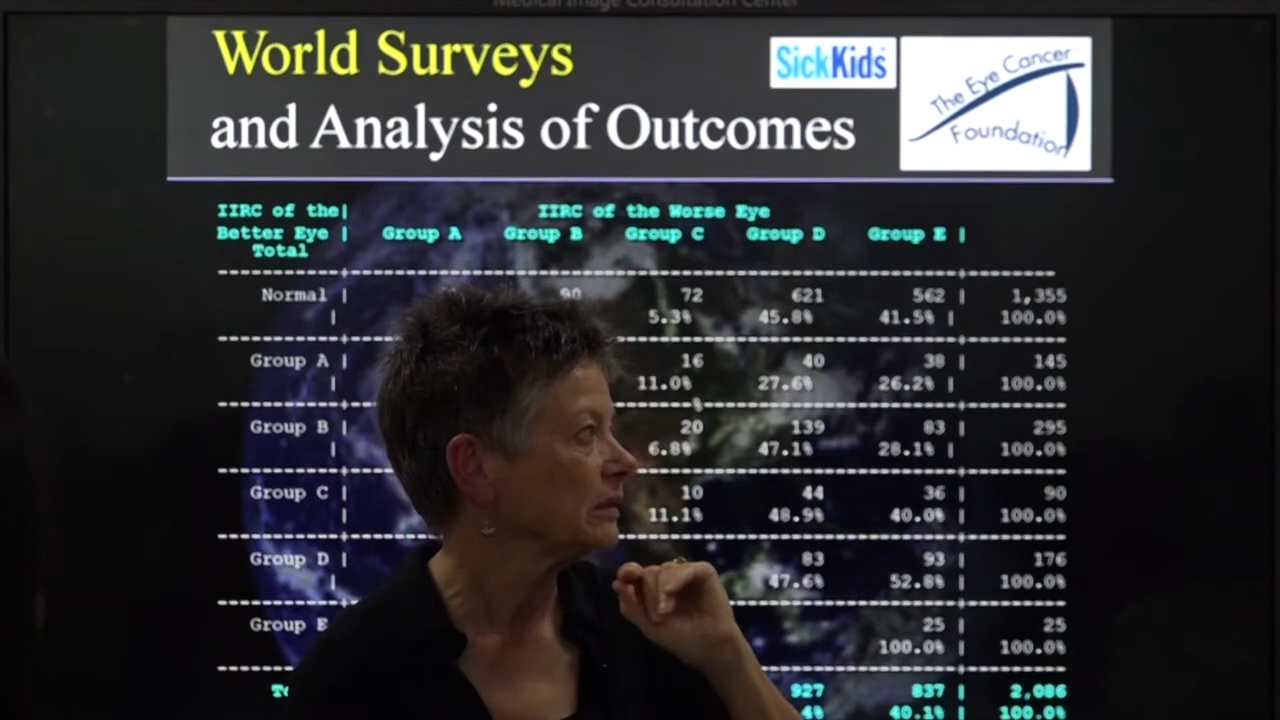 Medical Image Consultation Center
World Surveys
and Analysis of Outcomes
SickKids
The Eye Cancer
Foundation
IIRC of the| IIRC of the Worse Eye
Better Eye | Group A Group B Group C Group D Group E |
Total
Normal | 90 72 621 562 | 1,355
| 5.3% 45.8% 41.5% | 100.0%
Group A | 16 40 38 | 145
| 11.0% 27.6% 26.2% | 100.0%
Group B | 20 139 83 | 295
| 6.8% 47.1% 28.1% | 100.0%
Group C | 10 44 36 | 90
| 11.1% 48.9% 40.0% | 100.0%
Group D | 83 93 | 176
| 47.6% 52.8% | 100.0%
Group E 25 | 25
100.0% | 100.0%
927 837 | 2,086
4% 40.1% | 100.0%